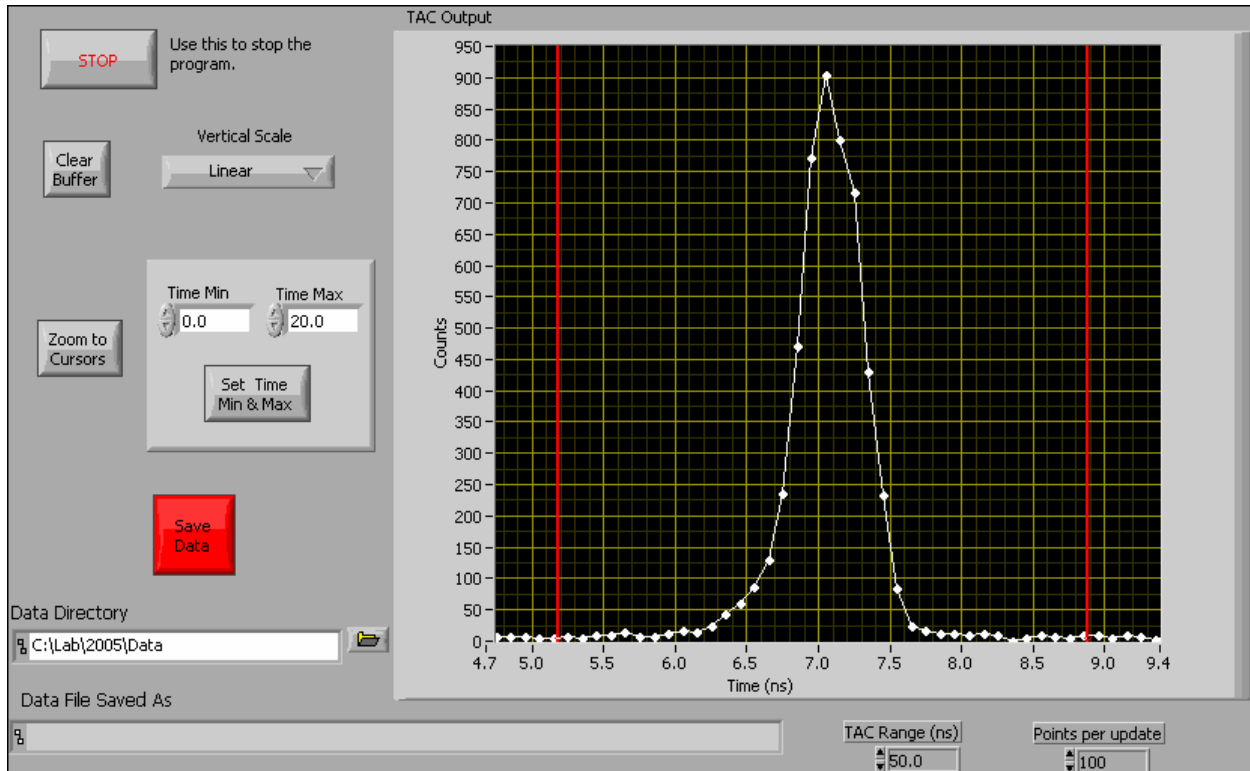 STOP
Use this to stop the
program.
Clear
Buffer
Vertical Scale
Linear
Zoom to
Cursors
Time Min
Time Max
0.0
20.0
Set Time
Min & Max
Save
Data
Data Directory
C:\Lab\2005\Data
Data File Saved As
TAC Output
950
900
850
800
750
700
650
600
550
500
450
400
350
300
250
200
150
100
50
0
Counts
4.7 5.0 5.5 6.0 6.5 7.0 7.5 8.0 8.5 9.0 9.4
Time (ns)
TAC Range (ns)
50.0
Points per update
100